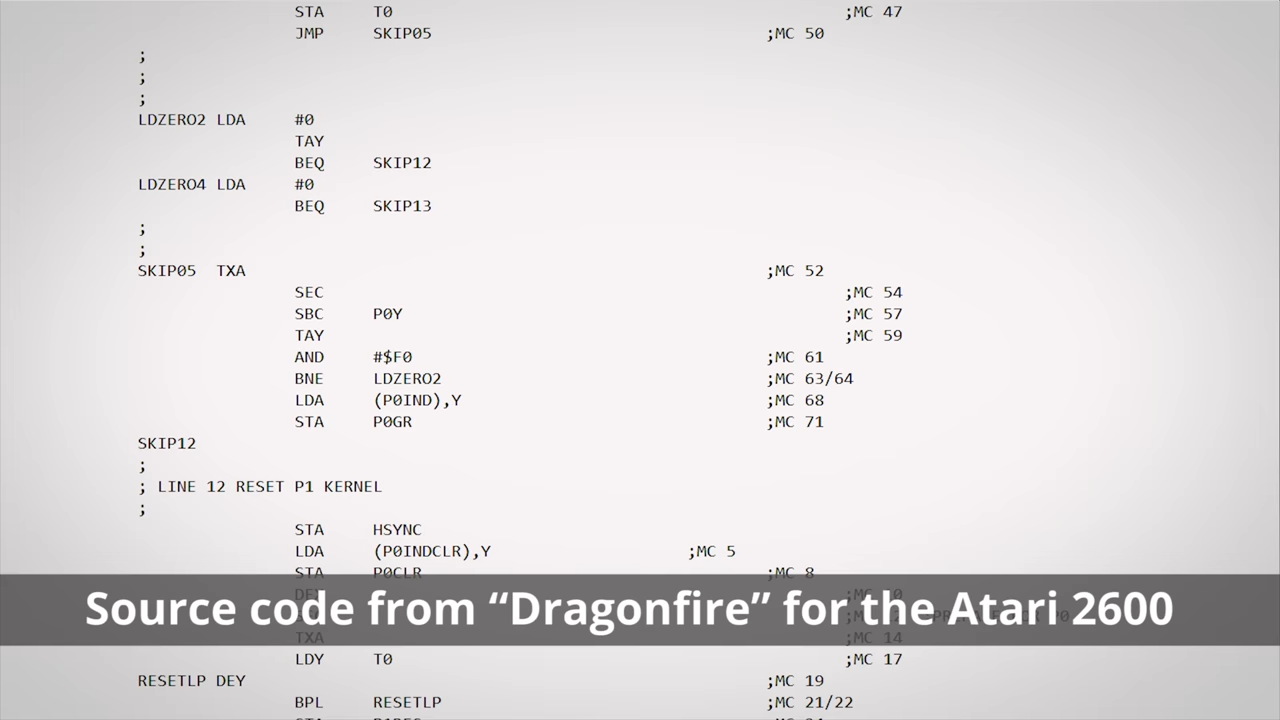 STA T0 ;MC 47
JMP SKIP05 ;MC 50
;
;
;
LDZERO2 LDA #0
TAY
BEQ SKIP12
LDZERO4 LDA #0
BEQ SKIP13
;
;
SKIP05 TXA ;MC 52
SEC ;MC 54
SBC P0Y ;MC 57
TAY ;MC 59
AND #$F0 ;MC 61
BNE LDZERO2 ;MC 63/64
LDA (P0IND),Y ;MC 68
STA P0GR ;MC 71
SKIP12
;
; LINE 12 RESET P1 KERNEL
;
STA HSYNC
LDA (P0INDCLR),Y ;MC 5
STA P0CLR ;MC 8
Source code from “Dragonfire” for the Atari 2600
TXA ;MC 14
LDY T0 ;MC 17
RESETLP DEY ;MC 19
BPL RESETLP ;MC 21/22